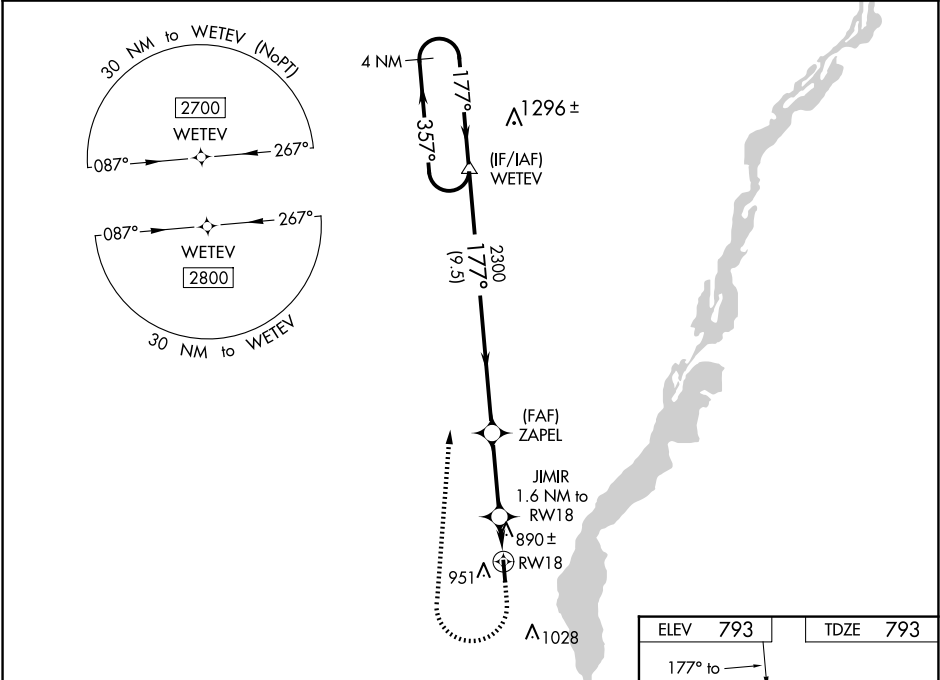 30 NM to WETEV (NoPT)
2700
WETEV
087°
267°
087°
267°
WETEV
2800
30 NM to WETEV
4 NM
177°
357°
1296 ±
(IF/IAF)
WETEV
2300
177°
(9.5)
(FAF)
ZAPEL
JIMIR
1.6 NM to
RW18
890 ±
RW18
951
1028
ELEV 793
TDZE 793
177° to